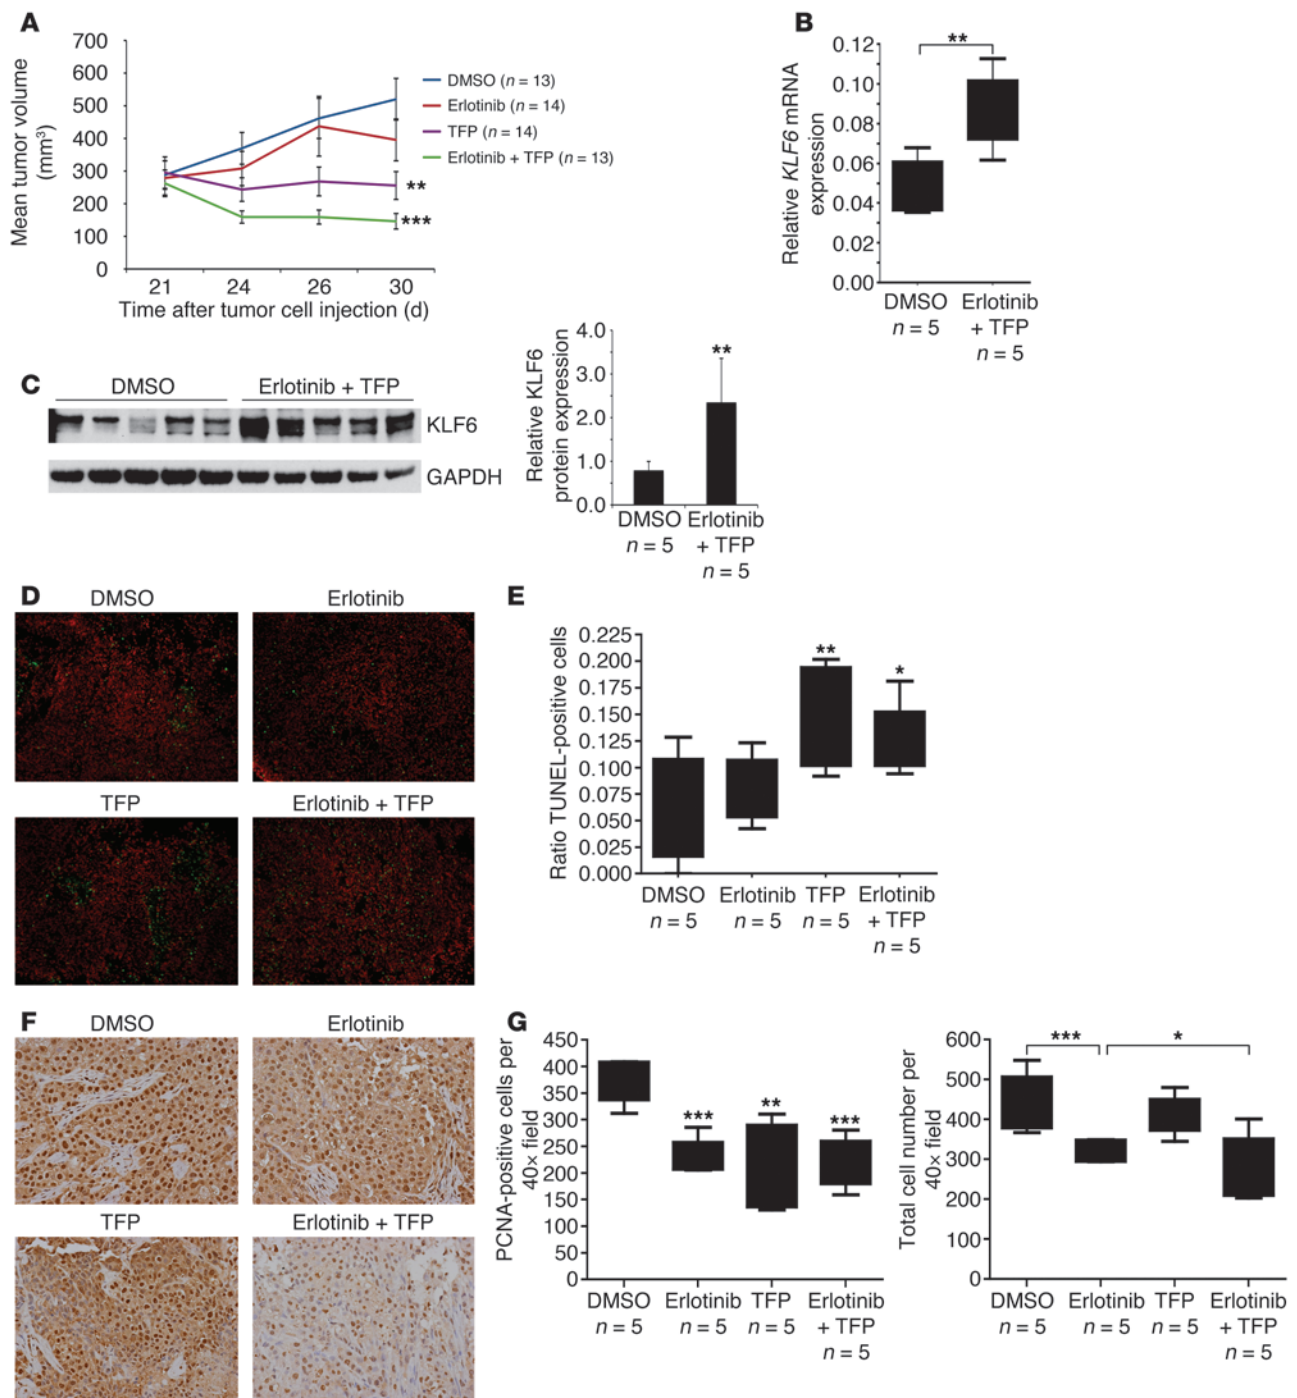 A
700
600
500
400
300
200
100
0
Mean tumor volume
(mm³)
21 24 26 30
Time after tumor cell injection (d)
DMSO (n = 13)
Erlotinib (n = 14)
TFP (n = 14)
Erlotinib + TFP (n = 13)
**
***
B
**
0.12
0.10
0.08
0.06
0.04
0.02
0.00
Relative KLF6 mRNA
expression
DMSO
n = 5
Erlotinib
+ TFP
n = 5
C
DMSO Erlotinib + TFP
KLF6
GAPDH
4.0
3.0
2.0
1.0
0.0
Relative KLF6
protein expression
**
DMSO
n = 5
Erlotinib
+ TFP
n = 5
D
DMSO Erlotinib
TFP Erlotinib + TFP
E
0.225
0.200
0.175
0.150
0.125
0.100
0.075
0.050
0.025
0.000
Ratio TUNEL-positive cells
**
*
DMSO
n = 5
Erlotinib
n = 5
TFP
n = 5
Erlotinib
+ TFP
n = 5
F
DMSO Erlotinib
TFP Erlotinib + TFP
G
450
400
350
300
250
200
150
100
50
0
PCNA-positive cells per
40× field
***
**
***
DMSO
n = 5
Erlotinib
n = 5
TFP
n = 5
Erlotinib
+ TFP
n = 5
600
500
400
300
200
100
0
Total cell number per
40× field
***
*
DMSO
n = 5
Erlotinib
n = 5
TFP
n = 5
Erlotinib
+ TFP
n = 5